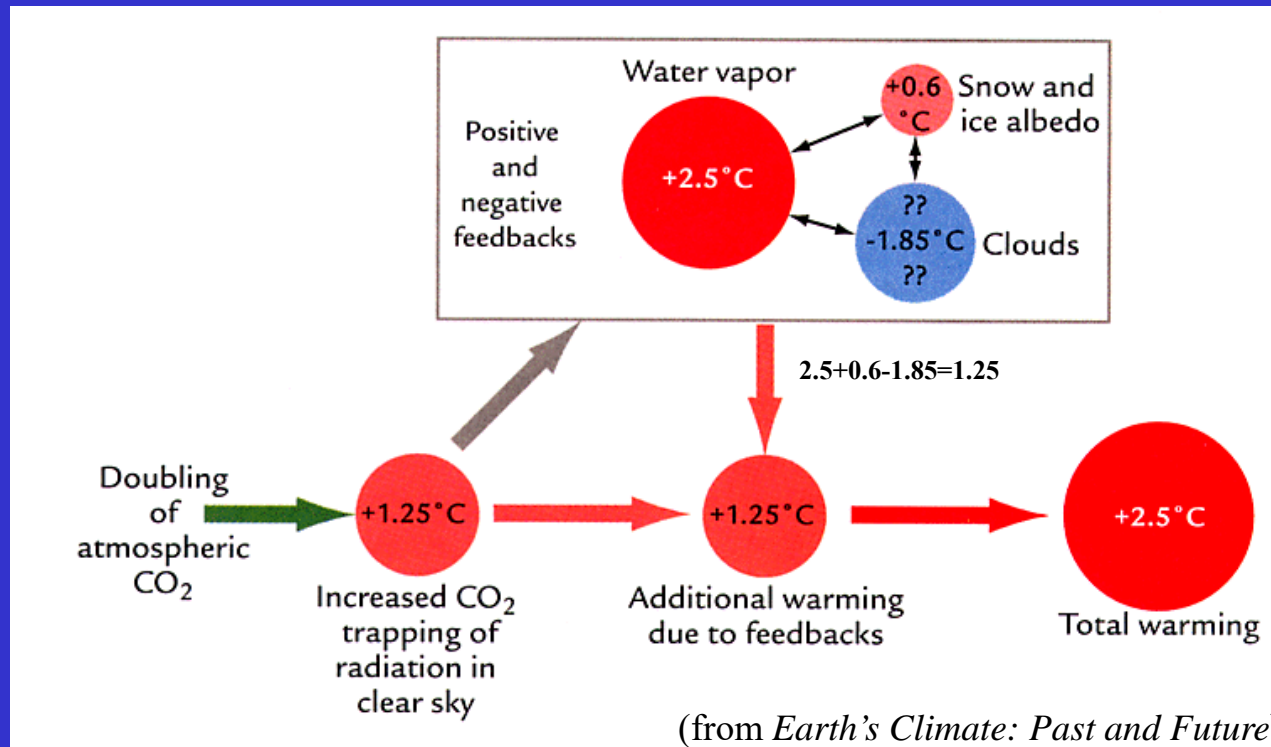 Water vapor
+0.6
°C
Snow and
ice albedo
Positive
and
negative
feedbacks
+2.5°C
??
-1.85°C
??
Clouds
2.5+0.6-1.85=1.25
Doubling
of
atmospheric
CO₂
+1.25°C
Increased CO₂
trapping of
radiation in
clear sky
+1.25°C
Additional warming
due to feedbacks
+2.5°C
Total warming
(from Earth's Climate: Past and Future